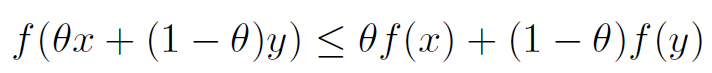 f(θx + (1 − θ)y) ≤ θf(x) + (1 − θ)f(y)